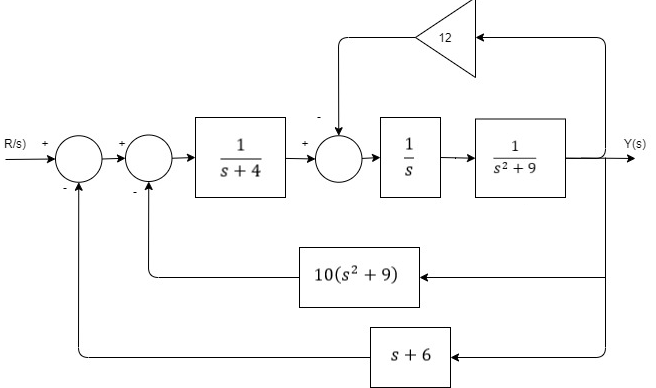 12
-
R/s)
+
+
+
Y(s)
1
s + 4
1
s
1
s² + 9
-
-
10(s² + 9)
s + 6